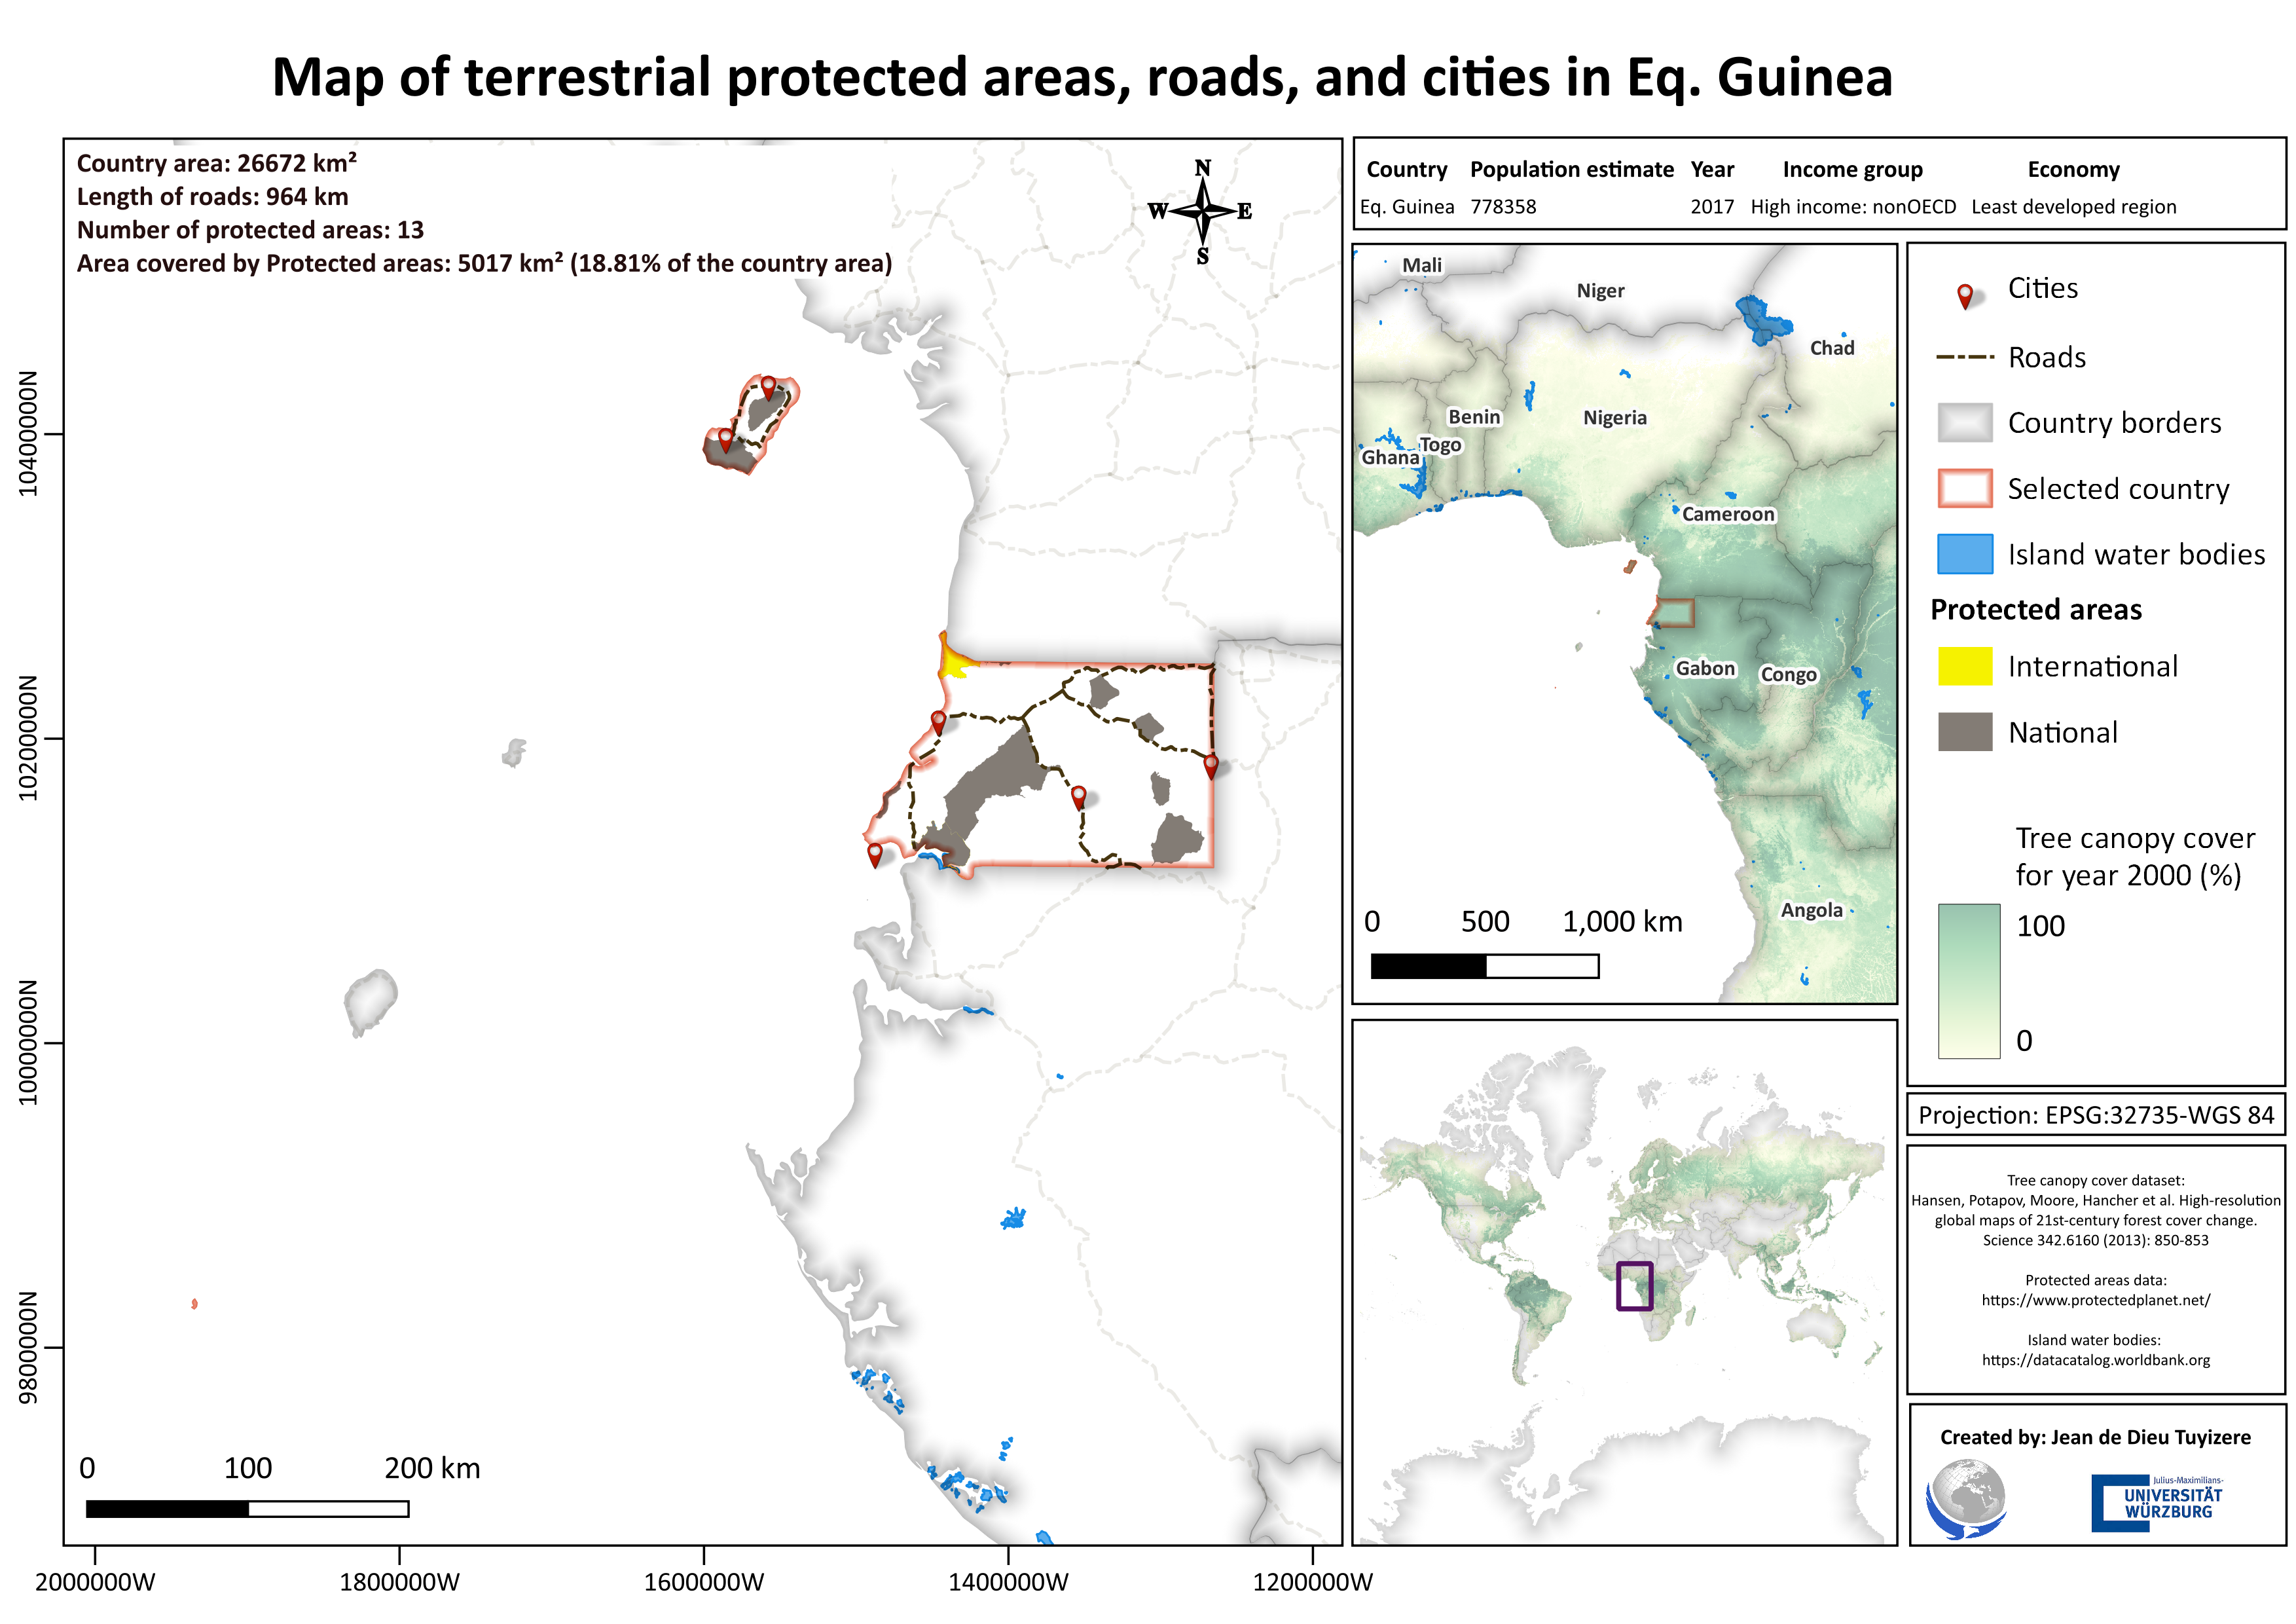 Map of terrestrial protected areas, roads, and cities in Eq. Guinea
Country area: 26672 km²
Length of roads: 964 km
Number of protected areas: 13
Area covered by Protected areas: 5017 km² (18.81% of the country area)
N
W E
S
10400000N
10200000N
10000000N
9800000N
0 100 200 km
2000000W 1800000W 1600000W 1400000W 1200000W
Country Population estimate Year Income group Economy
Eq. Guinea 778358 2017 High income: nonOECD Least developed region
Mali
Niger
Chad
Benin
Nigeria
Togo
Ghana
Cameroon
Gabon
Congo
Angola
0 500 1,000 km
Cities
Roads
Country borders
Selected country
Island water bodies
Protected areas
International
National
Tree canopy cover
for year 2000 (%)
100
0
Projection: EPSG:32735-WGS 84
Tree canopy cover dataset:
Hansen, Potapov, Moore, Hancher et al. High-resolution
global maps of 21st-century forest cover change.
Science 342.6160 (2013): 850-853
Protected areas data:
https://www.protectedplanet.net/
Island water bodies:
https://datacatalog.worldbank.org
Created by: Jean de Dieu Tuyizere
Julius-Maximilians-
UNIVERSITÄT
WÜRZBURG